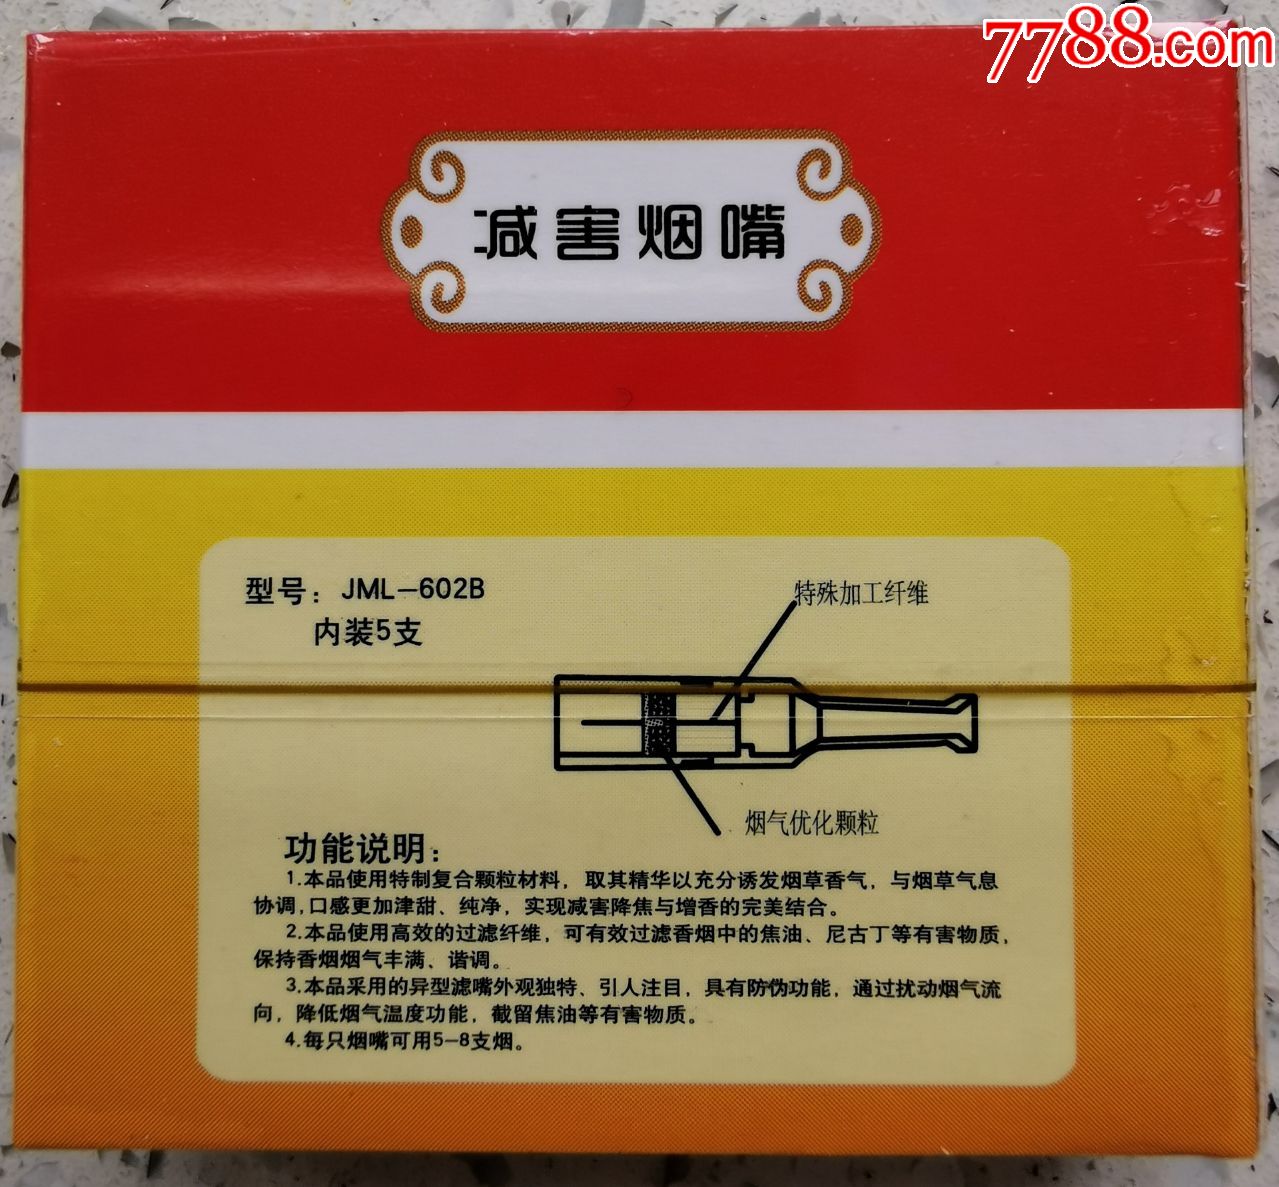 7788.com
减害烟嘴
型号：JML-602B
内装5支
特殊加工纤维
烟气优化颗粒
功能说明：
1.本品使用特制复合颗粒材料，取其精华以充分诱发烟草香气，与烟草气息
协调,口感更加津甜、纯净，实现减害降焦与增香的完美结合。
2.本品使用高效的过滤纤维，可有效过滤香烟中的焦油、尼古丁等有害物质，
保持香烟烟气丰满、谐调。
3.本品采用的异型滤嘴外观独特、引人注目，具有防伪功能，通过扰动烟气流
向，降低烟气温度功能，截留焦油等有害物质。
4.每只烟嘴可用5-8支烟。